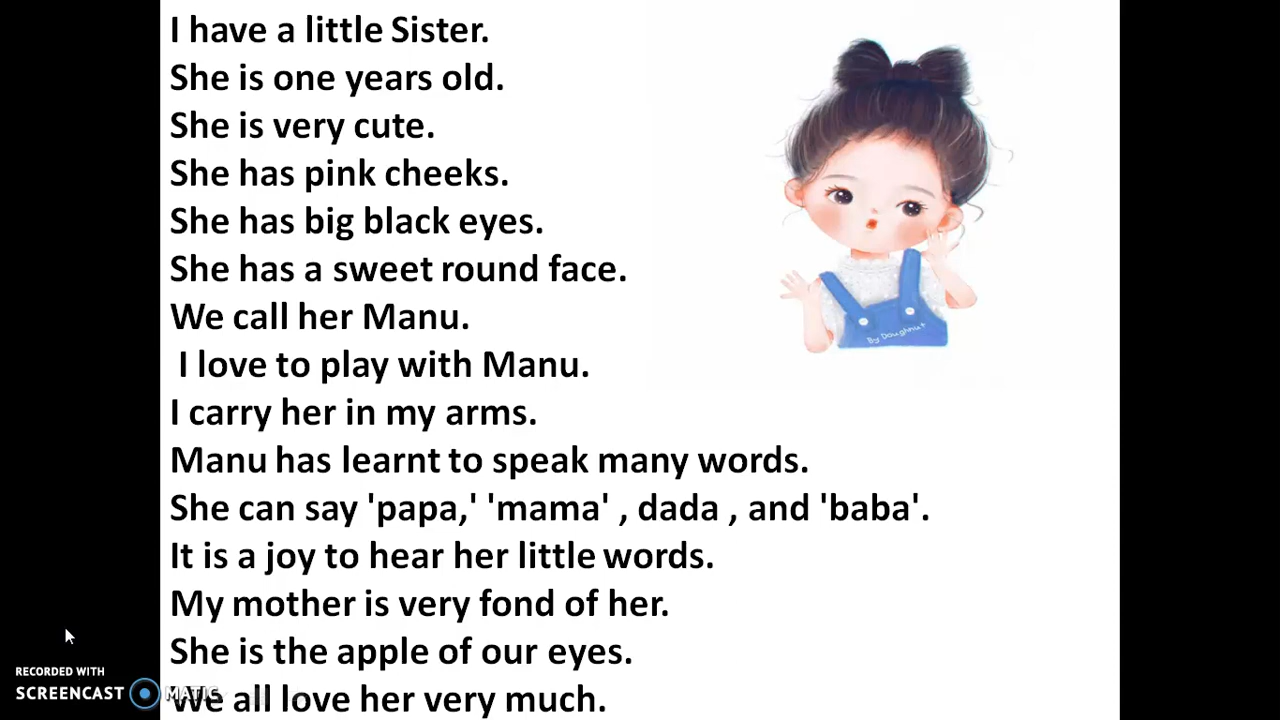 I have a little Sister.
She is one years old.
She is very cute.
She has pink cheeks.
She has big black eyes.
She has a sweet round face.
We call her Manu.
I love to play with Manu.
I carry her in my arms.
Manu has learnt to speak many words.
She can say 'papa,' 'mama' , dada , and 'baba'.
It is a joy to hear her little words.
My mother is very fond of her.
She is the apple of our eyes.
We all love her very much.
By Doughnut
RECORDED WITH
SCREENCAST MATIC